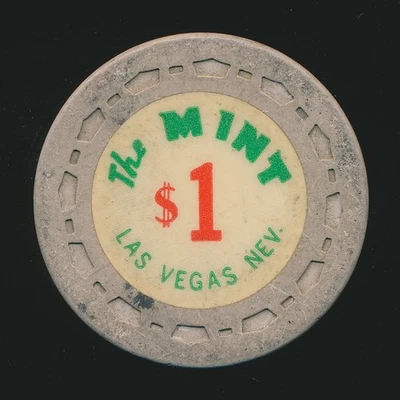 The MINT
$1
LAS VEGAS NEV.